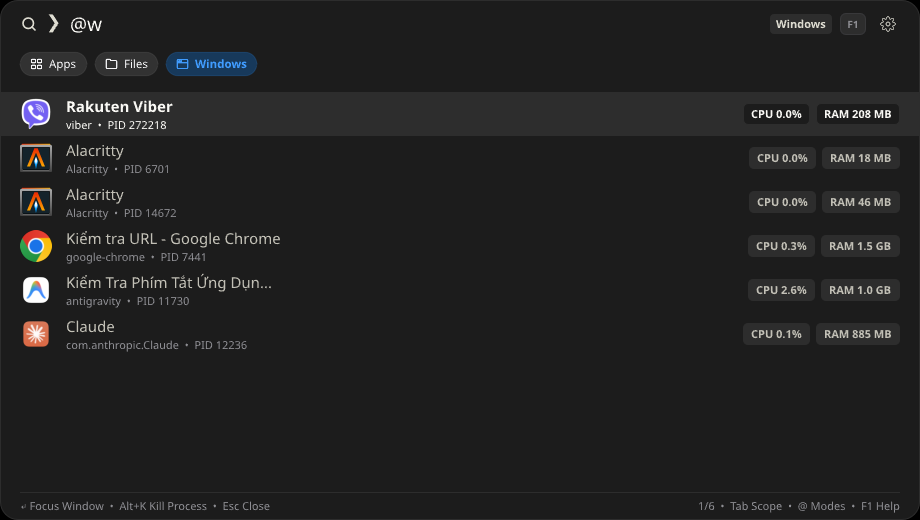 ❯ @w Windows F1
Apps Files Windows
Rakuten Viber
viber • PID 272218
CPU 0.0% RAM 208 MB
Alacritty
Alacritty • PID 6701
CPU 0.0% RAM 18 MB
Alacritty
Alacritty • PID 14672
CPU 0.0% RAM 46 MB
Kiểm tra URL - Google Chrome
google-chrome • PID 7441
CPU 0.3% RAM 1.5 GB
Kiểm Tra Phím Tắt Ứng Dụn...
antigravity • PID 11730
CPU 2.6% RAM 1.0 GB
Claude
com.anthropic.Claude • PID 12236
CPU 0.1% RAM 885 MB
↵ Focus Window • Alt+K Kill Process • Esc Close 1/6 • Tab Scope • @ Modes • F1 Help